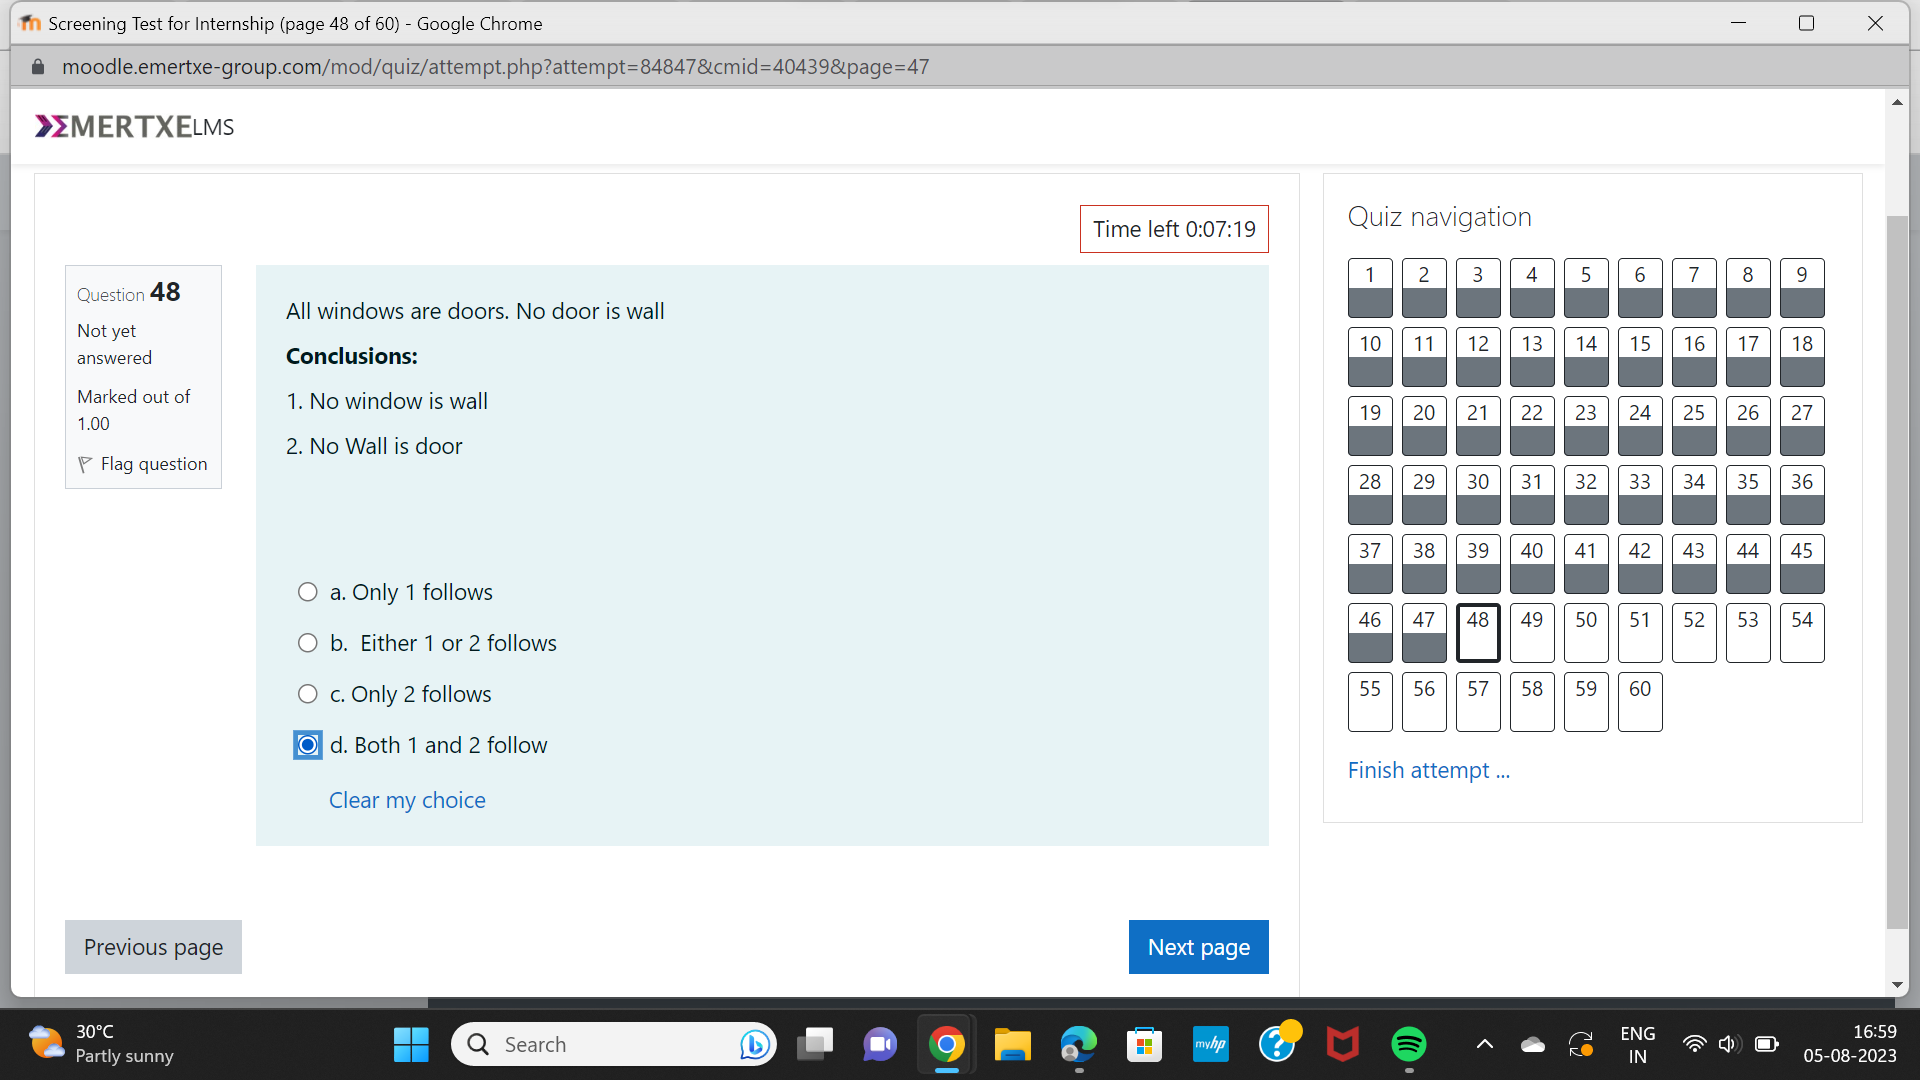 Screening Test for Internship (page 48 of 60) - Google Chrome
moodle.emertxe-group.com/mod/quiz/attempt.php?attempt=84847&cmid=40439&page=47
EMERTXE LMS
Time left 0:07:19
Question 48
Not yet
answered
Marked out of
1.00
Flag question
All windows are doors. No door is wall
Conclusions:
1. No window is wall
2. No Wall is door
a. Only 1 follows
b. Either 1 or 2 follows
c. Only 2 follows
d. Both 1 and 2 follow
Clear my choice
Previous page
Next page
Quiz navigation
1 2 3 4 5 6 7 8 9
10 11 12 13 14 15 16 17 18
19 20 21 22 23 24 25 26 27
28 29 30 31 32 33 34 35 36
37 38 39 40 41 42 43 44 45
46 47 48 49 50 51 52 53 54
55 56 57 58 59 60
Finish attempt ...
30°C
Partly sunny
Search
myhp
ENG
IN
16:59
05-08-2023